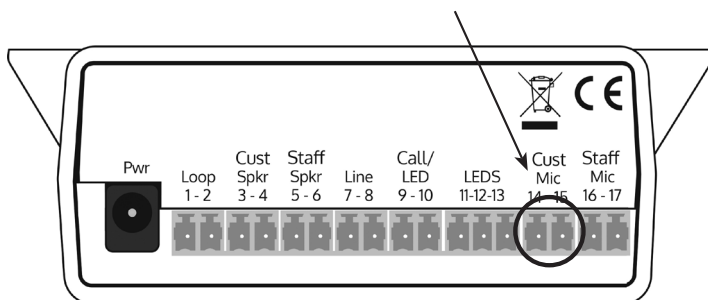 Pwr
Loop
1 - 2
Cust
Spkr
3 - 4
Staff
Spkr
5 - 6
Line
7 - 8
Call/
LED
9 - 10
LEDS
11-12-13
Cust
Mic
14 - 15
Staff
Mic
16 - 17
CE